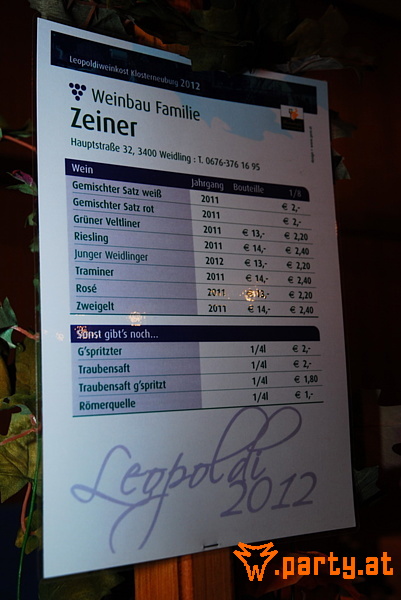 Leopoldiweinkost Klosterneuburg 2012
Weinbau Familie
Zeiner
Hauptstraße 32, 3400 Weidling : T. 0676-376 16 95
Wein Jahrgang Bouteille 1/8
Gemischter Satz weiß 2011 € 2,-
Gemischter Satz rot 2011 € 2,-
Grüner Veltliner 2011 € 13,- € 2,20
Riesling 2011 € 14,- € 2,40
Junger Weidlinger 2012 € 13,- € 2,20
Traminer 2011 € 14,- € 2,40
Rosé 2011 € 13,- € 2,20
Zweigelt 2011 € 14,- € 2,40
Sonst gibt's noch...
G'spritzter 1/4l € 2,-
Traubensaft 1/4l € 2,-
Traubensaft g'spritzt 1/4l € 1,80
Römerquelle 1/4l € 1,-
Leopoldi
2012
w.party.at